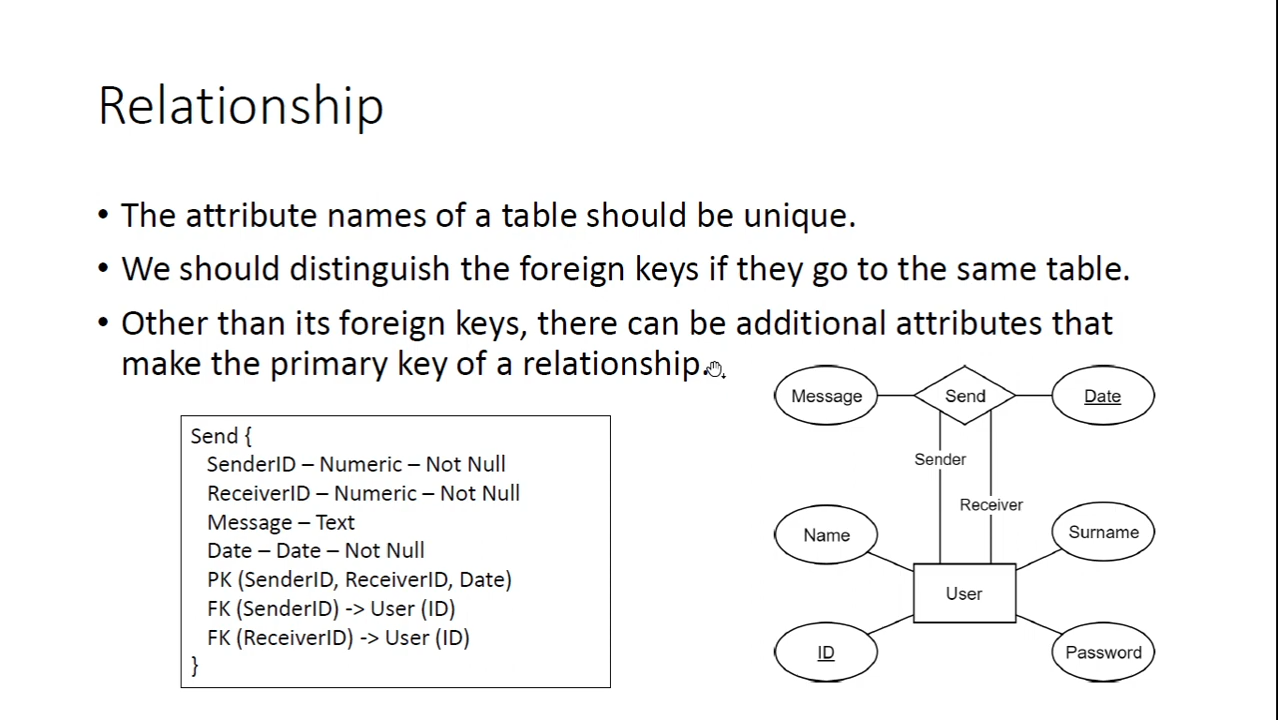 Relationship
• The attribute names of a table should be unique.
• We should distinguish the foreign keys if they go to the same table.
• Other than its foreign keys, there can be additional attributes that
make the primary key of a relationship.
Send {
SenderID – Numeric – Not Null
ReceiverID – Numeric – Not Null
Message – Text
Date – Date – Not Null
PK (SenderID, ReceiverID, Date)
FK (SenderID) -> User (ID)
FK (ReceiverID) -> User (ID)
}
Message
Send
Date
Sender
Receiver
Name
Surname
User
ID
Password